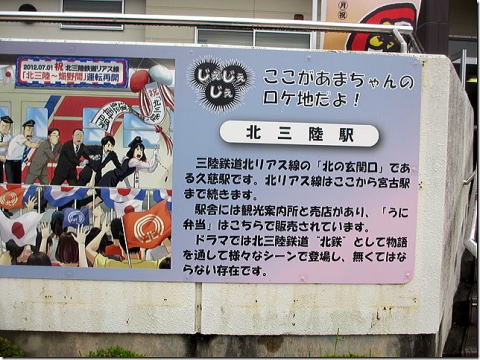 2012.07.01 祝 北三陸鉄道リアス線
「北三陸～畑野間」運転再開
祝
北三陸
じぇじぇ
じぇ
ここがあまちゃんの
ロケ地だよ!
北三陸駅
三陸鉄道北リアス線の「北の玄関口」であ
る久慈駅です。北リアス線はここから宮古駅
まで続きます。
駅舎には観光案内所と売店があり、「うに
弁当」はこちらで販売されています。
ドラマでは北三陸鉄道“北鉄”として物語
を通して様々なシーンで登場し、無くてはな
らない存在です。